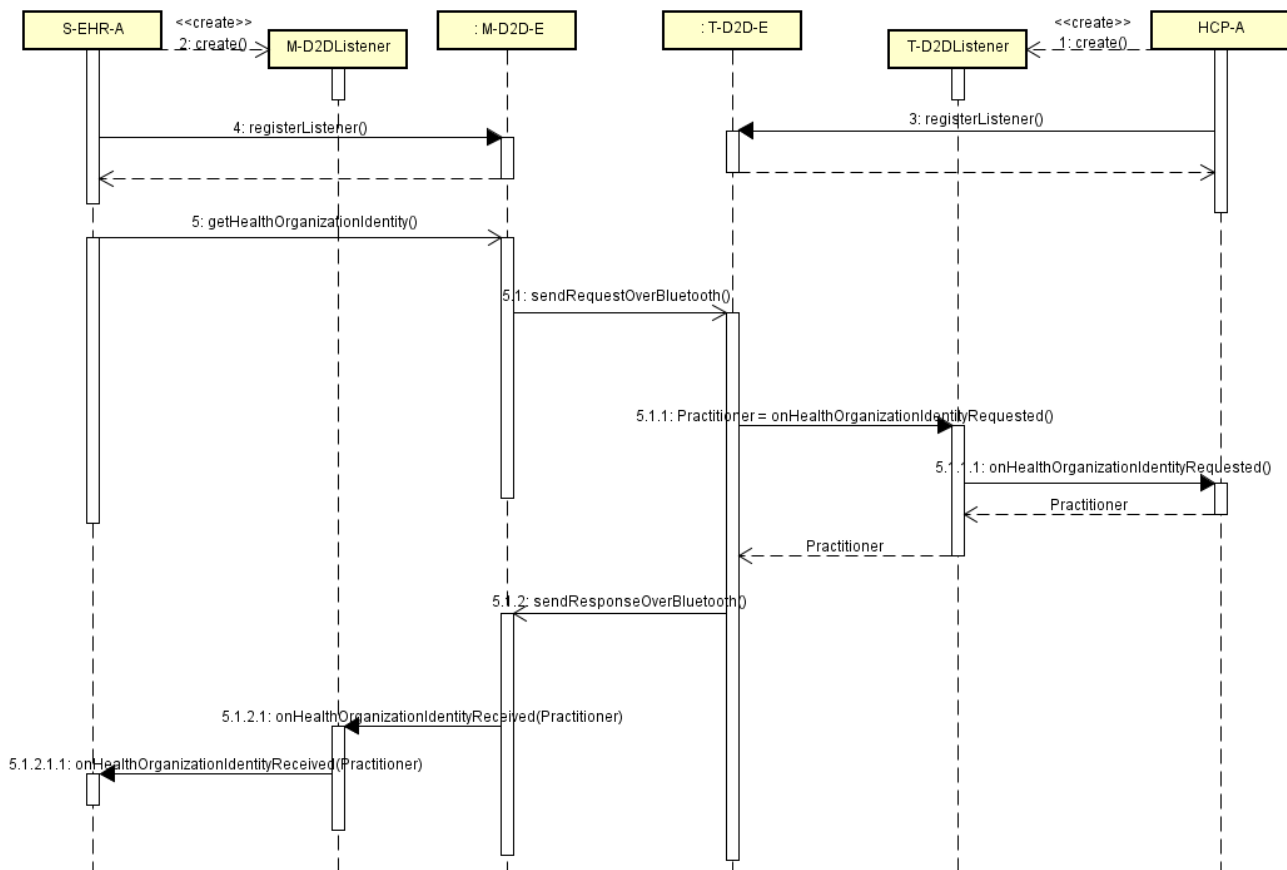 S-EHR-A
<<create>>
2: create()
M-D2DListener
: M-D2D-E
: T-D2D-E
T-D2DListener
<<create>>
1: create()
HCP-A
4: registerListener()
3: registerListener()
5: getHealthOrganizationIdentity()
5.1: sendRequestOverBluetooth()
5.1.1: Practitioner = onHealthOrganizationIdentityRequested()
5.1.1.1: onHealthOrganizationIdentityRequested()
Practitioner
Practitioner
5.1.2: sendResponseOverBluetooth()
5.1.2.1: onHealthOrganizationIdentityReceived(Practitioner)
5.1.2.1.1: onHealthOrganizationIdentityReceived(Practitioner)